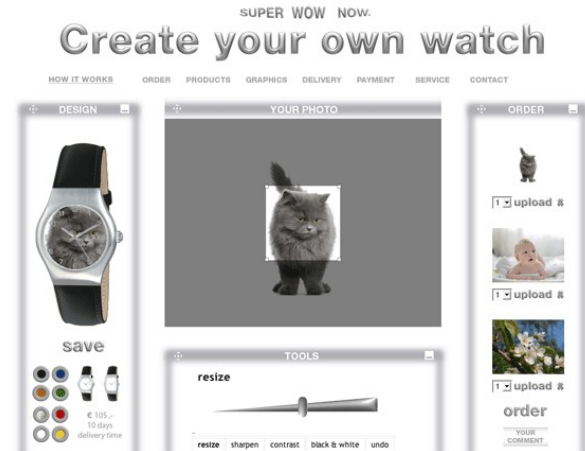 SUPER WOW NOW.
Create your own watch
HOW IT WORKS ORDER PRODUCTS GRAPHICS DELIVERY PAYMENT SERVICE CONTACT
DESIGN
save
€ 105,-
10 days
delivery time
YOUR PHOTO
TOOLS
resize
resize sharpen contrast black & white undo
ORDER
1 upload
1 upload
1 upload
order
YOUR
COMMENT